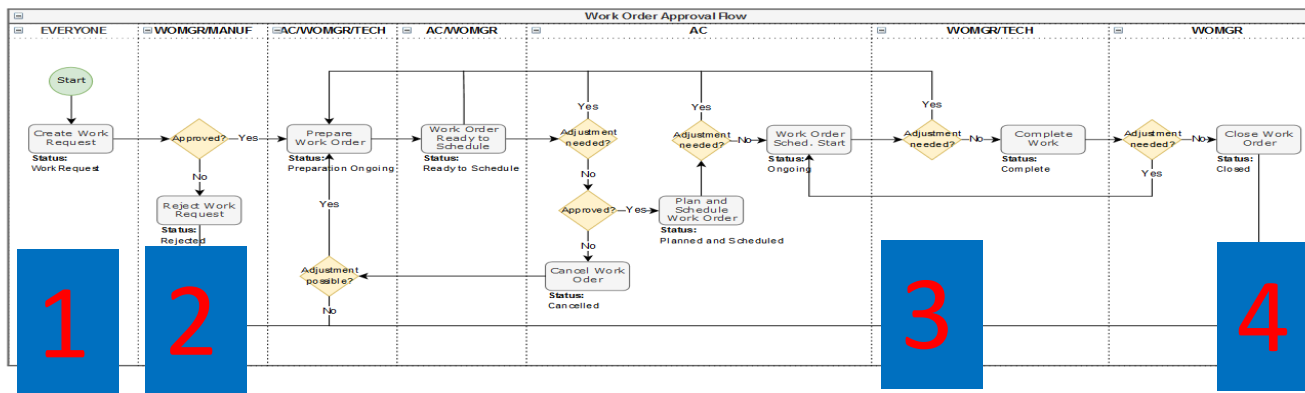 Work Order Approval Flow
EVERYONE
WOMGR/MANUF
AC/WOMGR/TECH
AC/WOMGR
AC
WOMGR/TECH
WOMGR
Start
Create Work
Request
Status:
Work Request
Approved?
Yes
No
Reject Work
Request
Status:
Rejected
Prepare
Work Order
Status:
Preparation Ongoing
Yes
Adjustment
possible?
No
Work Order
Ready to
Schedule
Status:
Ready to Schedule
Yes
Adjustment
needed?
No
Approved?
Yes
No
Cancel Work
Oder
Status:
Cancelled
Yes
Adjustment
needed?
No
Plan and
Schedule
Work Order
Status:
Planned and Scheduled
Work Order
Sched. Start
Status:
Ongoing
Yes
Adjustment
needed?
No
Complete
Work
Status:
Complete
Adjustment
needed?
No
Yes
Close Work
Order
Status:
Closed
1
2
3
4